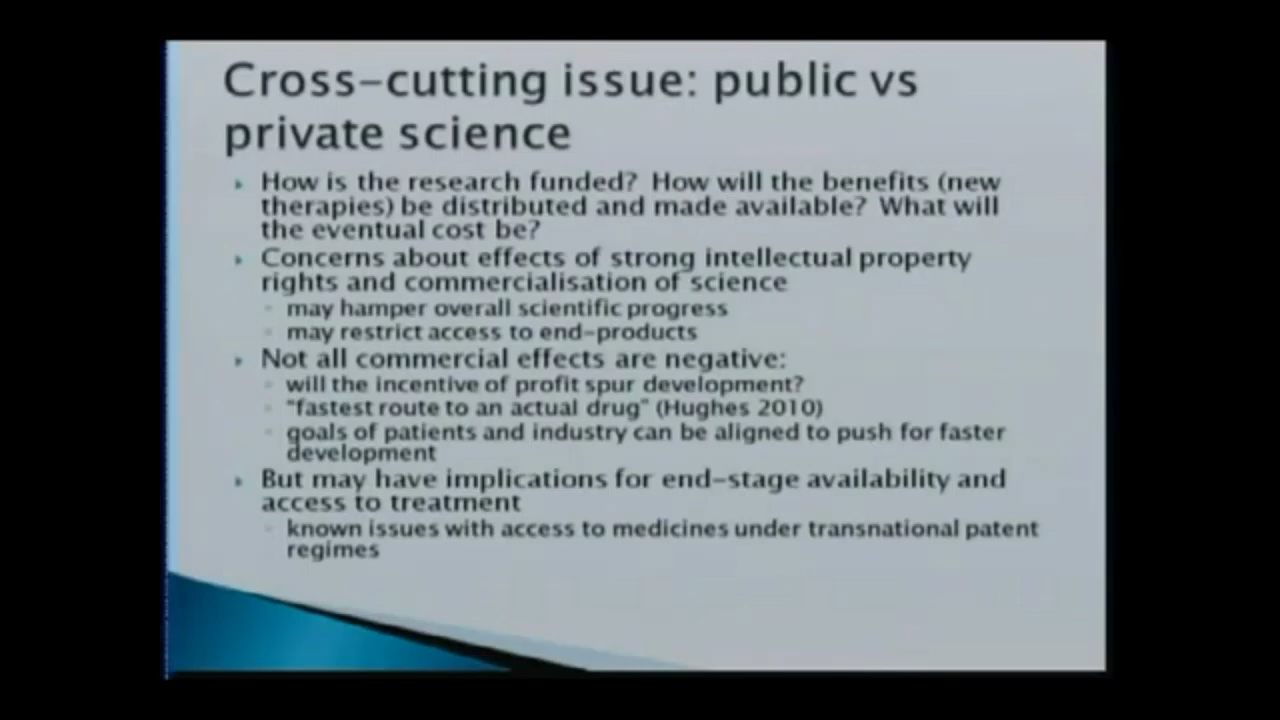 Cross-cutting issue: public vs
private science
How is the research funded? How will the benefits (new
therapies) be distributed and made available? What will
the eventual cost be?
Concerns about effects of strong intellectual property
rights and commercialisation of science
may hamper overall scientific progress
may restrict access to end-products
Not all commercial effects are negative:
will the incentive of profit spur development?
"fastest route to an actual drug" (Hughes 2010)
goals of patients and industry can be aligned to push for faster
development
But may have implications for end-stage availability and
access to treatment
known issues with access to medicines under transnational patent
regimes